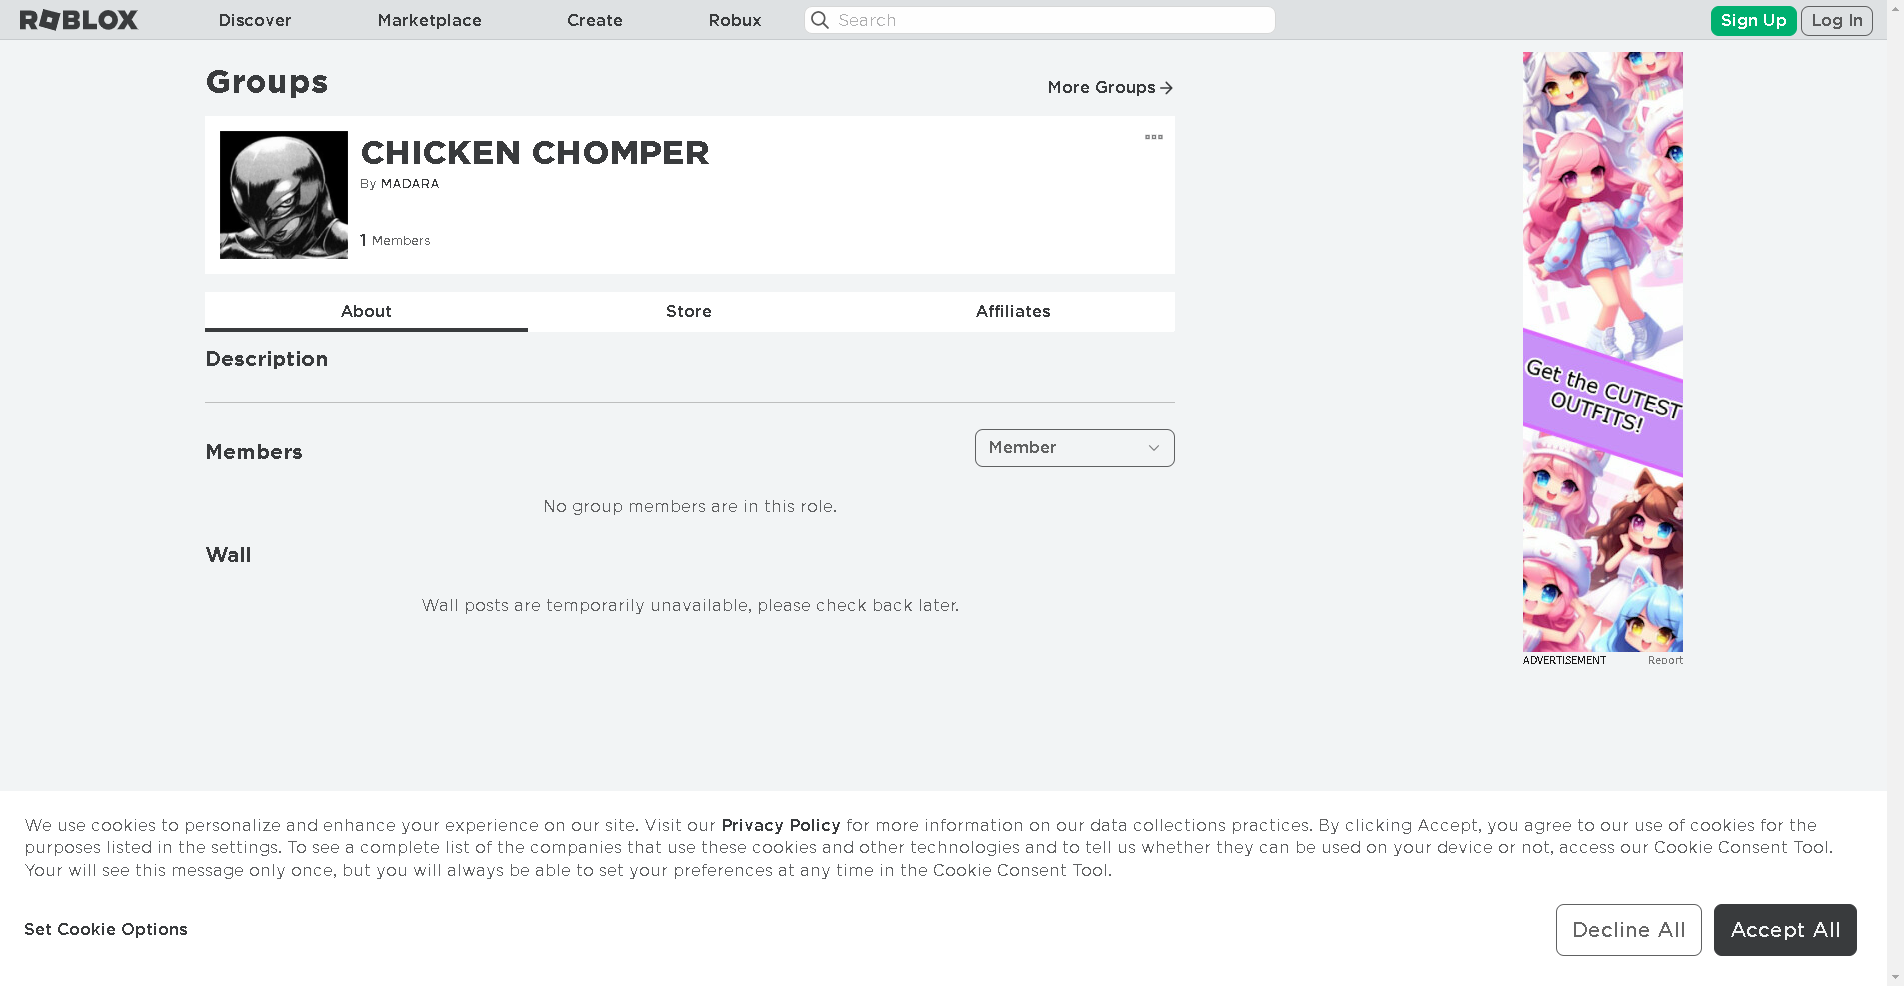 ROBLOX Discover Marketplace Create Robux Search Sign Up Log In
Groups
More Groups
CHICKEN CHOMPER
By MADARA
1 Members
About Store Affiliates
Description
Members
Member
No group members are in this role.
Wall
Wall posts are temporarily unavailable, please check back later.
Get the CUTEST
OUTFITS!
ADVERTISEMENT Report
We use cookies to personalize and enhance your experience on our site. Visit our Privacy Policy for more information on our data collections practices. By clicking Accept, you agree to our use of cookies for the
purposes listed in the settings. To see a complete list of the companies that use these cookies and other technologies and to tell us whether they can be used on your device or not, access our Cookie Consent Tool.
Your will see this message only once, but you will always be able to set your preferences at any time in the Cookie Consent Tool.
Set Cookie Options
Decline All Accept All